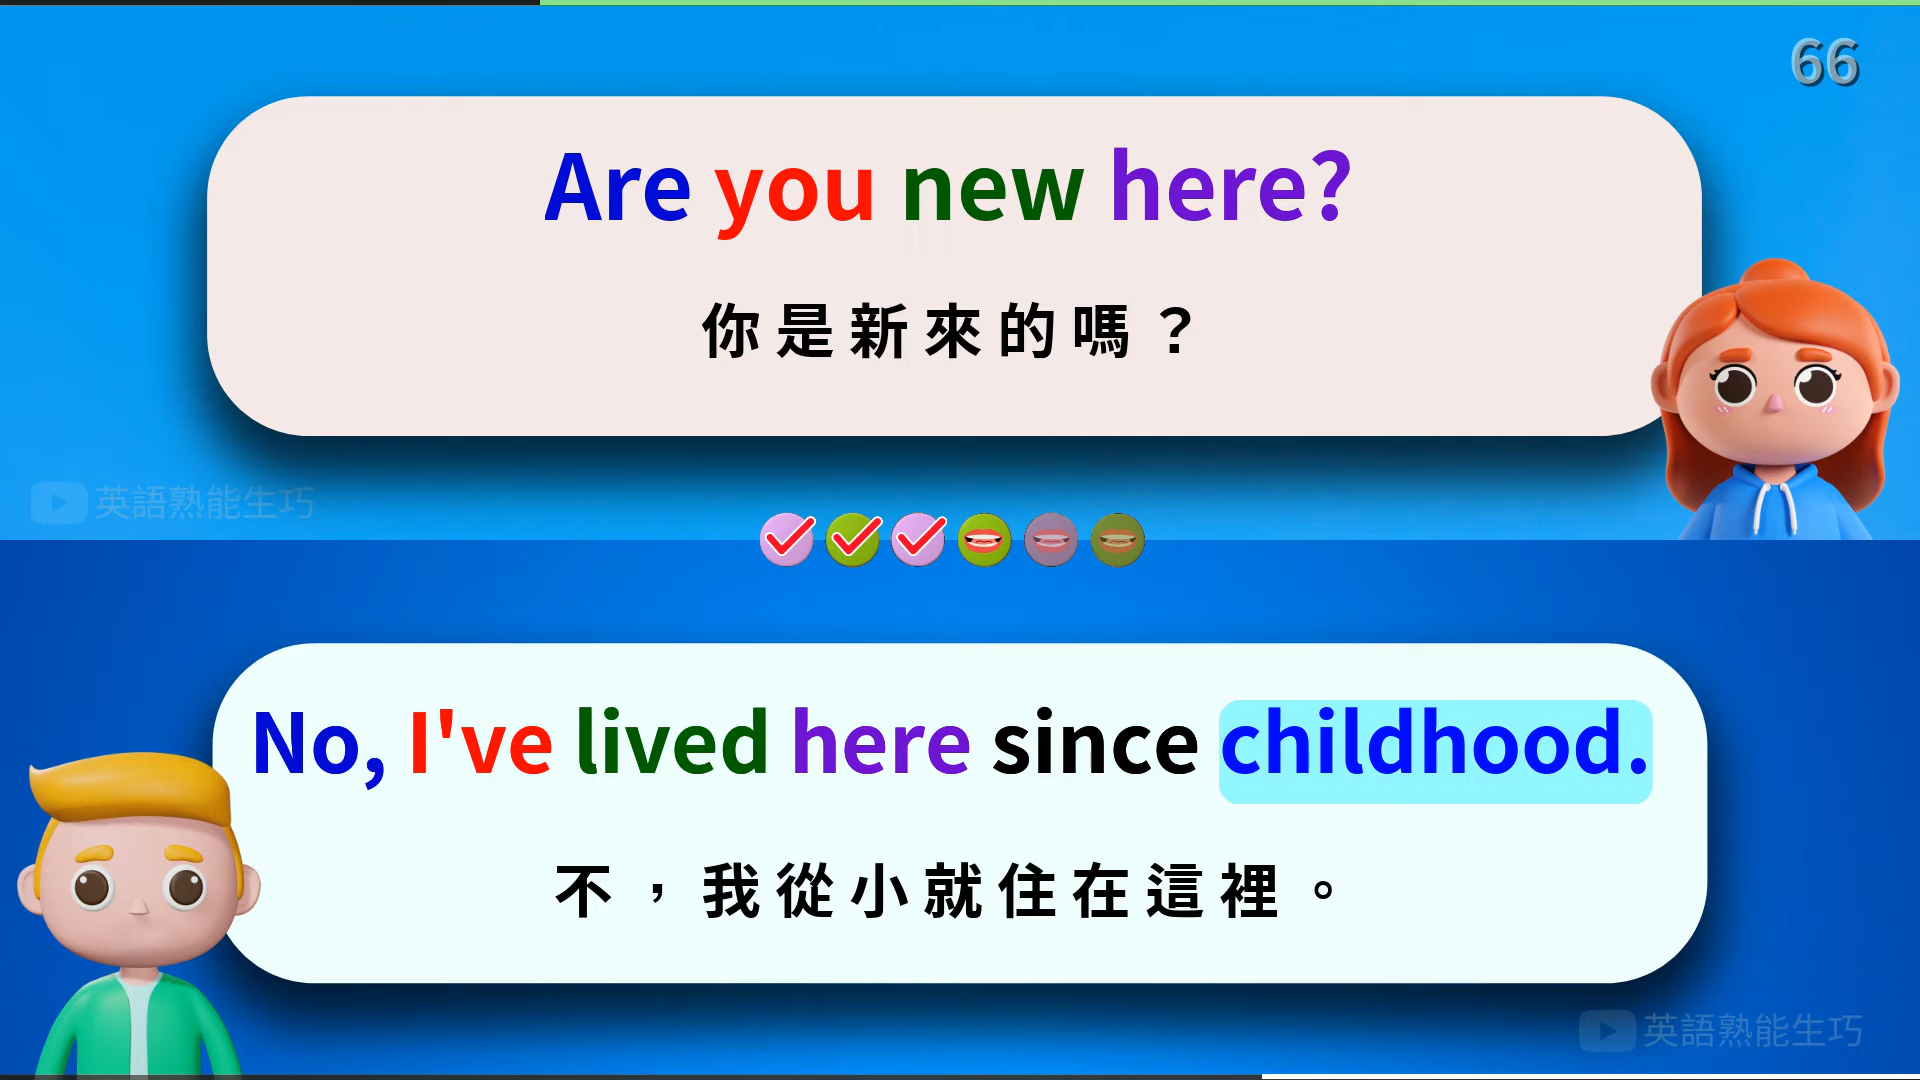 66
Are you new here?
你是新來的嗎？
英語熟能生巧
No, I've lived here since childhood.
不，我從小就住在這裡。
英語熟能生巧